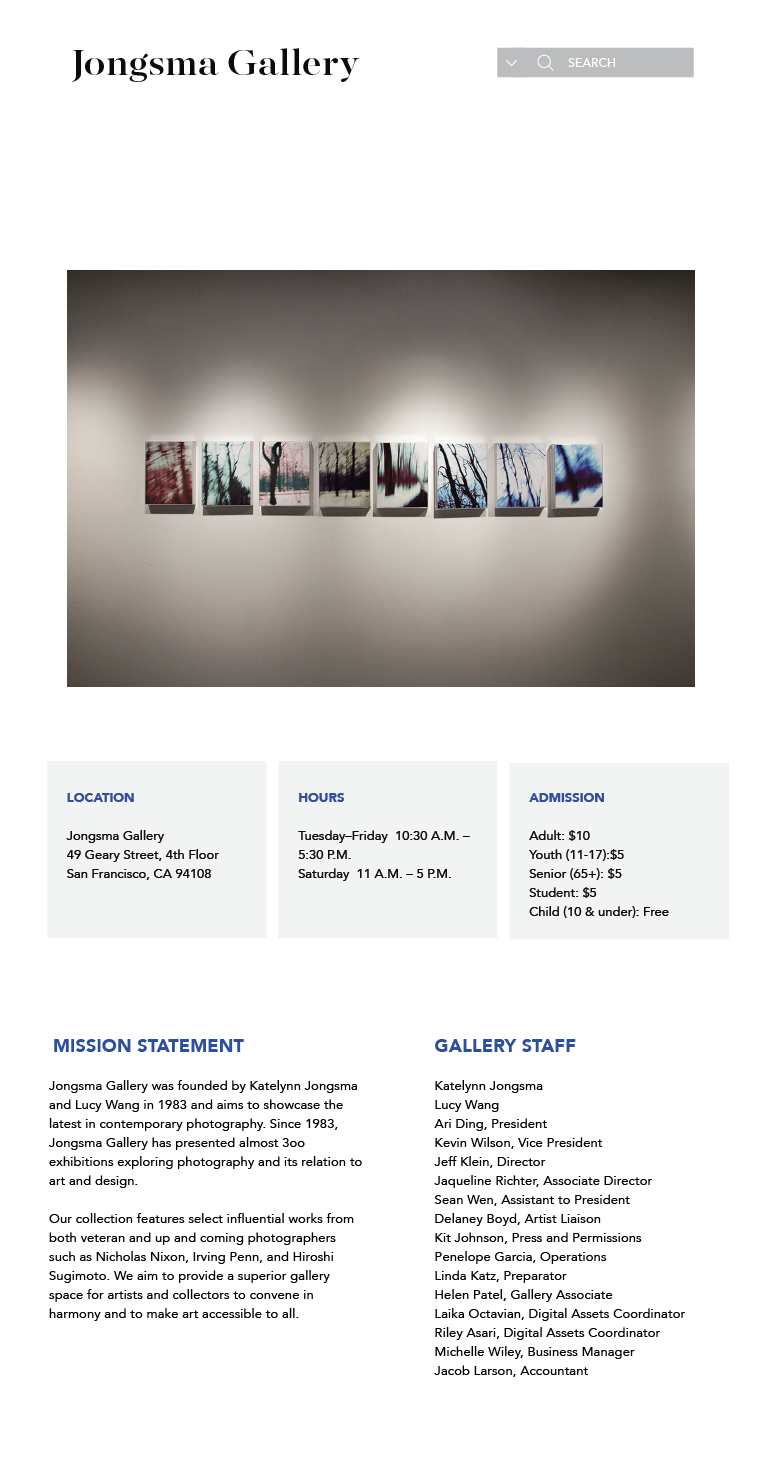 Jongsma Gallery
SEARCH
LOCATION
Jongsma Gallery
49 Geary Street, 4th Floor
San Francisco, CA 94108
HOURS
Tuesday–Friday  10:30 A.M. –
5:30 P.M.
Saturday  11 A.M. – 5 P.M.
ADMISSION
Adult: $10
Youth (11-17):$5
Senior (65+): $5
Student: $5
Child (10 & under): Free
MISSION STATEMENT
Jongsma Gallery was founded by Katelynn Jongsma
and Lucy Wang in 1983 and aims to showcase the
latest in contemporary photography. Since 1983,
Jongsma Gallery has presented almost 3oo
exhibitions exploring photography and its relation to
art and design.
Our collection features select influential works from
both veteran and up and coming photographers
such as Nicholas Nixon, Irving Penn, and Hiroshi
Sugimoto. We aim to provide a superior gallery
space for artists and collectors to convene in
harmony and to make art accessible to all.
GALLERY STAFF
Katelynn Jongsma
Lucy Wang
Ari Ding, President
Kevin Wilson, Vice President
Jeff Klein, Director
Jaqueline Richter, Associate Director
Sean Wen, Assistant to President
Delaney Boyd, Artist Liaison
Kit Johnson, Press and Permissions
Penelope Garcia, Operations
Linda Katz, Preparator
Helen Patel, Gallery Associate
Laika Octavian, Digital Assets Coordinator
Riley Asari, Digital Assets Coordinator
Michelle Wiley, Business Manager
Jacob Larson, Accountant